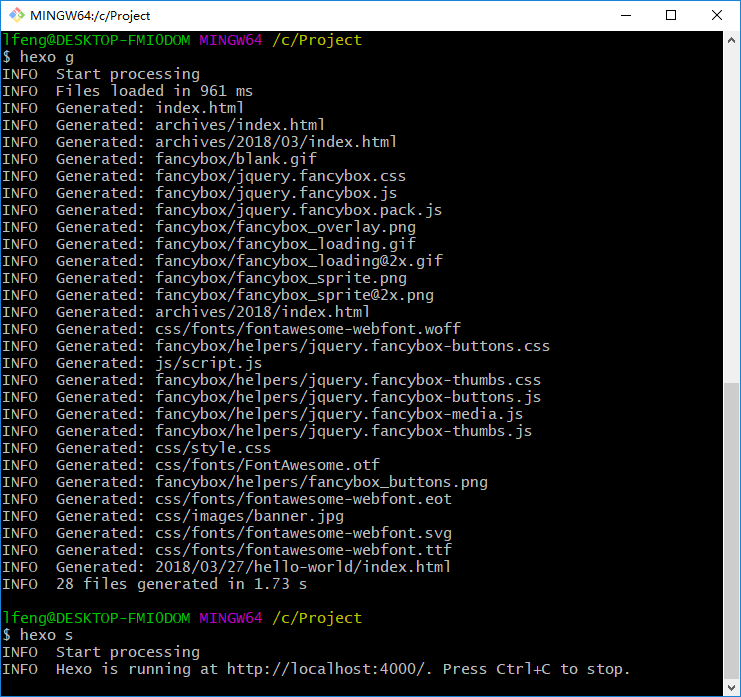 MINGW64:/c/Project
lfeng@DESKTOP-FMIODOM MINGW64 /c/Project
$ hexo g
INFO  Start processing
INFO  Files loaded in 961 ms
INFO  Generated: index.html
INFO  Generated: archives/index.html
INFO  Generated: archives/2018/03/index.html
INFO  Generated: fancybox/blank.gif
INFO  Generated: fancybox/jquery.fancybox.css
INFO  Generated: fancybox/jquery.fancybox.js
INFO  Generated: fancybox/jquery.fancybox.pack.js
INFO  Generated: fancybox/fancybox_overlay.png
INFO  Generated: fancybox/fancybox_loading.gif
INFO  Generated: fancybox/fancybox_loading@2x.gif
INFO  Generated: fancybox/fancybox_sprite.png
INFO  Generated: fancybox/fancybox_sprite@2x.png
INFO  Generated: archives/2018/index.html
INFO  Generated: css/fonts/fontawesome-webfont.woff
INFO  Generated: fancybox/helpers/jquery.fancybox-buttons.css
INFO  Generated: js/script.js
INFO  Generated: fancybox/helpers/jquery.fancybox-thumbs.css
INFO  Generated: fancybox/helpers/jquery.fancybox-buttons.js
INFO  Generated: fancybox/helpers/jquery.fancybox-media.js
INFO  Generated: fancybox/helpers/jquery.fancybox-thumbs.js
INFO  Generated: css/style.css
INFO  Generated: css/fonts/FontAwesome.otf
INFO  Generated: fancybox/helpers/fancybox_buttons.png
INFO  Generated: css/fonts/fontawesome-webfont.eot
INFO  Generated: css/images/banner.jpg
INFO  Generated: css/fonts/fontawesome-webfont.svg
INFO  Generated: css/fonts/fontawesome-webfont.ttf
INFO  Generated: 2018/03/27/hello-world/index.html
INFO  28 files generated in 1.73 s
lfeng@DESKTOP-FMIODOM MINGW64 /c/Project
$ hexo s
INFO  Start processing
INFO  Hexo is running at http://localhost:4000/. Press Ctrl+C to stop.